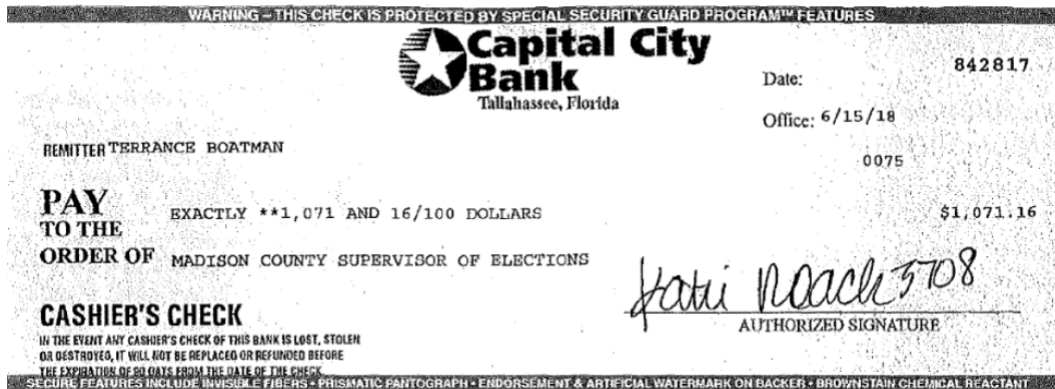 WARNING – THIS CHECK IS PROTECTED BY SPECIAL SECURITY GUARD PROGRAM™ FEATURES
Capital City
Bank
Tallahassee, Florida
842817
Date:
Office: 6/15/18
REMITTER TERRANCE BOATMAN
0075
PAY
TO THE
ORDER OF
EXACTLY **1,071 AND 16/100 DOLLARS
$1,071.16
MADISON COUNTY SUPERVISOR OF ELECTIONS
Kati Roach 5708
AUTHORIZED SIGNATURE
CASHIER'S CHECK
IN THE EVENT ANY CASHIER'S CHECK OF THIS BANK IS LOST, STOLEN
OR DESTROYED, IT WILL NOT BE REPLACED OR REFUNDED BEFORE
THE EXPIRATION OF 90 DAYS FROM THE DATE OF THE CHECK.
SECURE FEATURES INCLUDE INVISIBLE FIBERS • PRISMATIC PANTOGRAPH • ENDORSEMENT & ARTIFICIAL WATERMARK ON BACKER • BROWNSTAIN CHEMICAL REACTANT